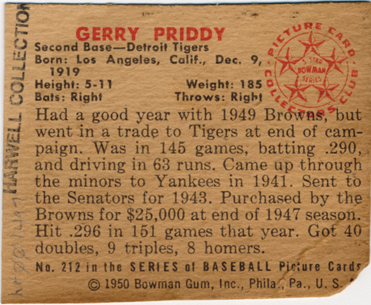 GERRY PRIDDY
Second Base—Detroit Tigers
Born: Los Angeles, Calif., Dec. 9,
1919
Height: 5-11 Weight: 185
Bats: Right Throws: Right
PICTURE CARD
COLLECTORS CLUB
5 STAR
BOWMAN
SERIES
Had a good year with 1949 Browns, but
went in a trade to Tigers at end of cam-
paign. Was in 145 games, batting .290,
and driving in 63 runs. Came up through
the minors to Yankees in 1941. Sent to
the Senators for 1943. Purchased by the
Browns for $25,000 at end of 1947 season.
Hit .296 in 151 games that year. Got 40
doubles, 9 triples, 8 homers.
No. 212 in the SERIES of BASEBALL Picture Cards
© 1950 Bowman Gum, Inc., Phila., Pa., U. S.
HARWELL COLLECTION